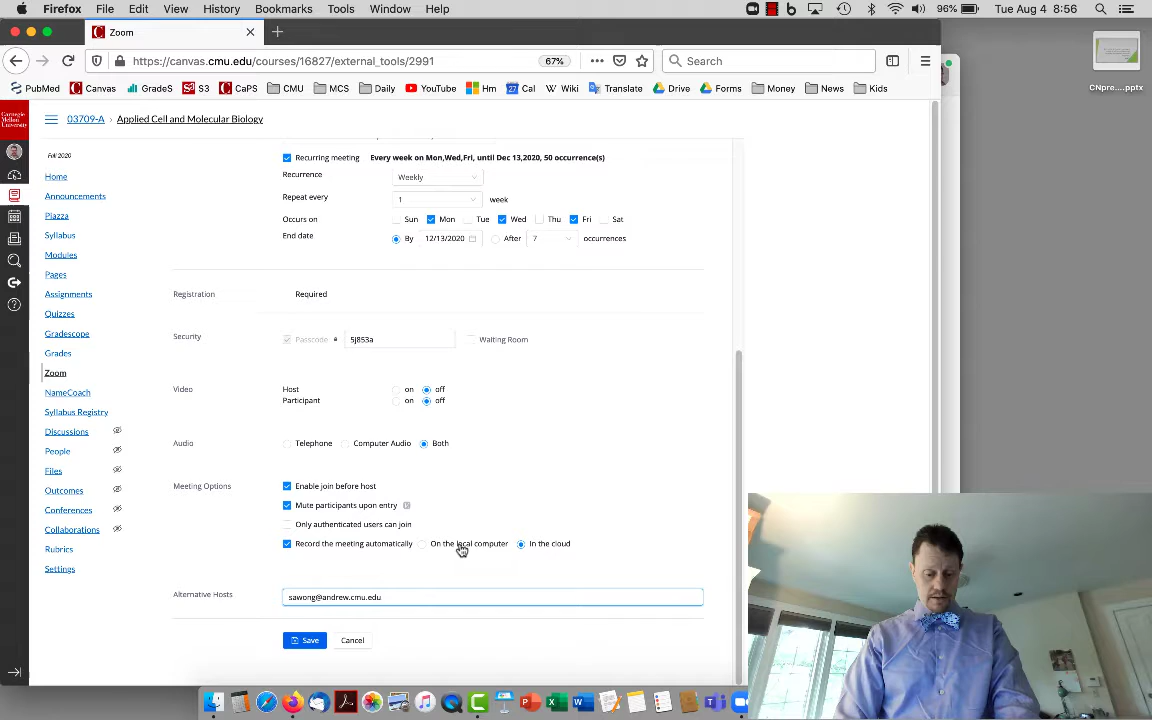 Firefox File Edit View History Bookmarks Tools Window Help 96% Tue Aug 4 8:56
Zoom
https://canvas.cmu.edu/courses/16827/external_tools/2991 67% Search
PubMed Canvas GradeS S3 CaPS CMU MCS Daily YouTube Hm Cal Wiki Translate Drive Forms Money News Kids
CNpre....pptx
Carnegie Mellon University
03709-A > Applied Cell and Molecular Biology
Fall 2020
Home
Announcements
Piazza
Syllabus
Modules
Pages
Assignments
Quizzes
Gradescope
Grades
Zoom
NameCoach
Syllabus Registry
Discussions
People
Files
Outcomes
Conferences
Collaborations
Rubrics
Settings
Recurring meeting Every week on Mon,Wed,Fri, until Dec 13,2020, 50 occurrence(s)
Recurrence Weekly
Repeat every 1 week
Occurs on Sun Mon Tue Wed Thu Fri Sat
End date By 12/13/2020 After 7 occurrences
Registration Required
Security Passcode * 5j853a Waiting Room
Video Host on off
Participant on off
Audio Telephone Computer Audio Both
Meeting Options Enable join before host
Mute participants upon entry
Only authenticated users can join
Record the meeting automatically On the local computer In the cloud
Alternative Hosts sawong@andrew.cmu.edu
Save Cancel